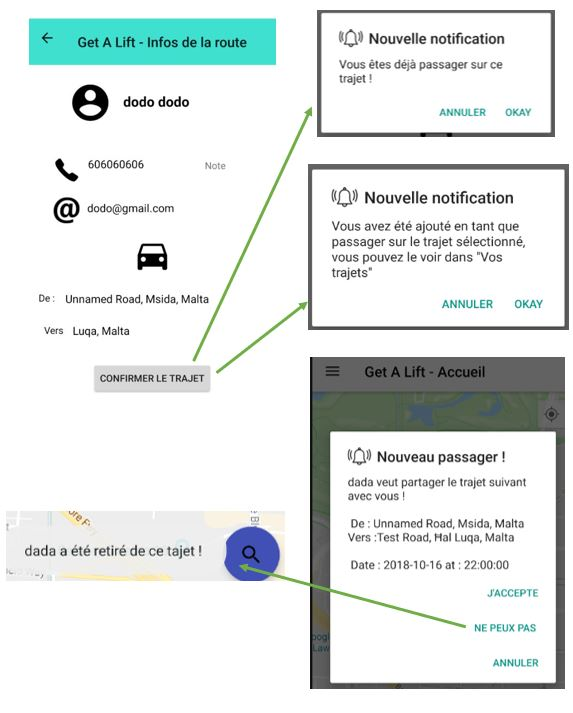 Get A Lift - Infos de la route
dodo dodo
606060606
Note
@ dodo@gmail.com
De : Unnamed Road, Msida, Malta
Vers Luqa, Malta
CONFIRMER LE TRAJET
Nouvelle notification
Vous êtes déjà passager sur ce
trajet !
ANNULER OKAY
Nouvelle notification
Vous avez été ajouté en tant que
passager sur le trajet sélectionné,
vous pouvez le voir dans "Vos
trajets"
ANNULER OKAY
Get A Lift - Accueil
Nouveau passager !
dada veut partager le trajet suivant
avec vous !
De : Unnamed Road, Msida, Malta
Vers :Test Road, Ħal Luqa, Malta
Date : 2018-10-16 at : 22:00:00
J'ACCEPTE
NE PEUX PAS
ANNULER
dada a été retiré de ce tajet !